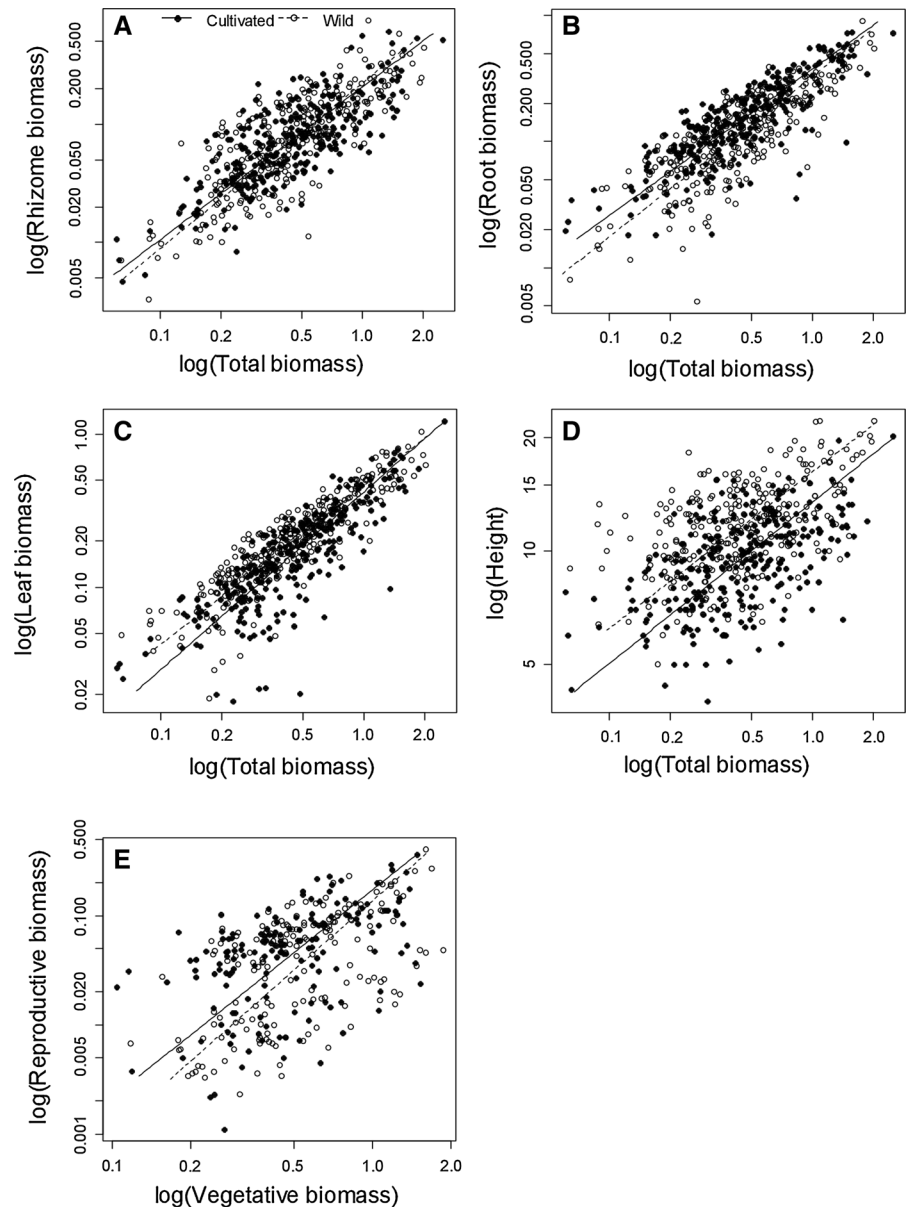 A
Cultivated
Wild
log(Rhizome biomass)
0.005 0.020 0.050 0.200 0.500
0.1 0.2 0.5 1.0 2.0
log(Total biomass)
B
log(Root biomass)
0.005 0.020 0.050 0.200 0.500
0.1 0.2 0.5 1.0 2.0
log(Total biomass)
C
log(Leaf biomass)
0.02 0.05 0.10 0.20 0.50 1.00
0.1 0.2 0.5 1.0 2.0
log(Total biomass)
D
log(Height)
5 10 15 20
0.1 0.2 0.5 1.0 2.0
log(Total biomass)
E
log(Reproductive biomass)
0.001 0.005 0.020 0.100 0.500
0.1 0.2 0.5 1.0 2.0
log(Vegetative biomass)